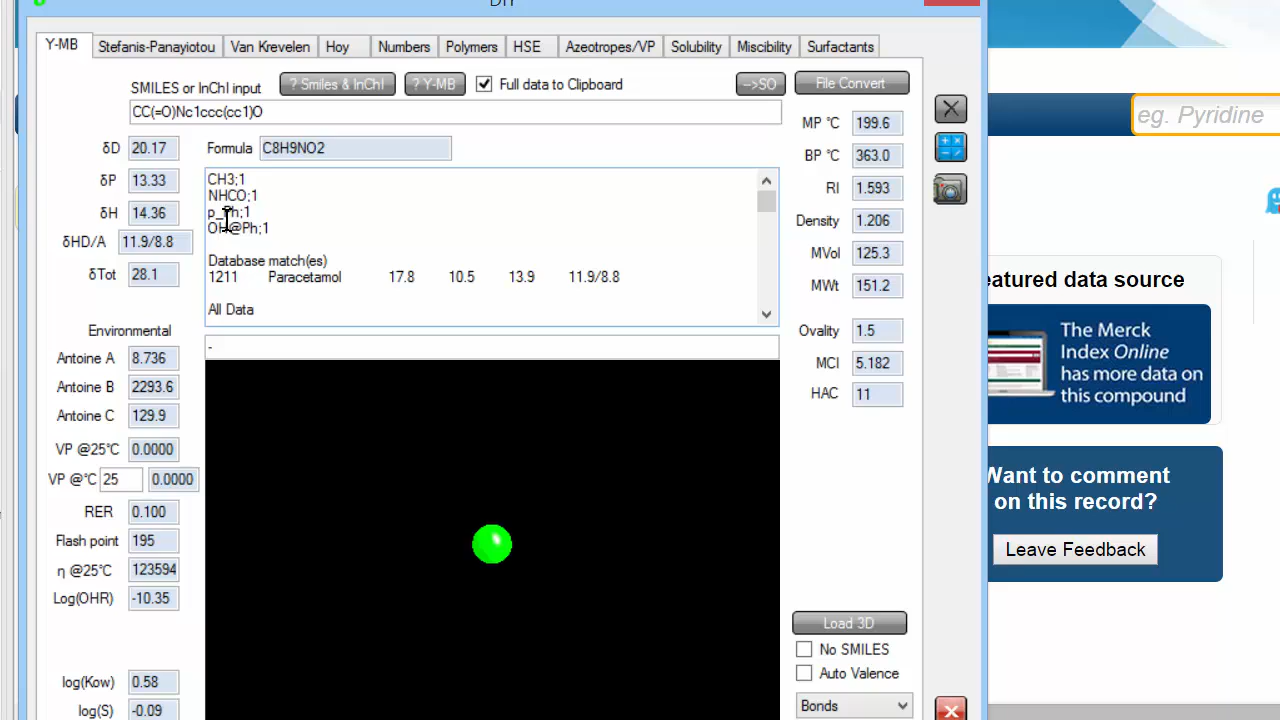 DIY
Y-MB
Stefanis-Panayiotou
Van Krevelen
Hoy
Numbers
Polymers
HSE
Azeotropes/VP
Solubility
Miscibility
Surfactants
SMILES or InChI input
? Smiles & InChI
? Y-MB
Full data to Clipboard
-->SO
File Convert
CC(=O)Nc1ccc(cc1)O
δD 20.17
Formula C8H9NO2
δP 13.33
δH 14.36
δHD/A 11.9/8.8
δTot 28.1
CH3;1
NHCO;1
p_Ph;1
OH@Ph;1
Database match(es)
1211 Paracetamol 17.8 10.5 13.9 11.9/8.8
All Data
-
MP °C 199.6
BP °C 363.0
RI 1.593
Density 1.206
MVol 125.3
MWt 151.2
Ovality 1.5
MCI 5.182
HAC 11
Environmental
Antoine A 8.736
Antoine B 2293.6
Antoine C 129.9
VP @25°C 0.0000
VP @°C 25 0.0000
RER 0.100
Flash point 195
η @25°C 123594
Log(OHR) -10.35
log(Kow) 0.58
log(S) -0.09
Load 3D
No SMILES
Auto Valence
Bonds
eg. Pyridine
eatured data source
The Merck
Index Online
has more data on
this compound
Want to comment
on this record?
Leave Feedback